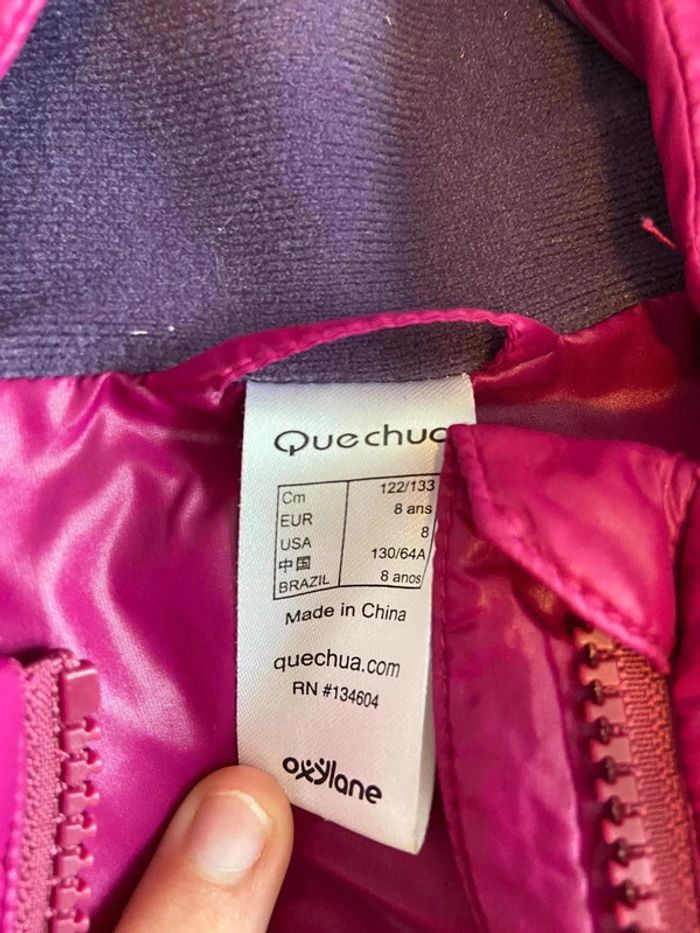 Quechua
Cm 122/133
EUR 8 ans
USA 8
中国 130/64A
BRAZIL 8 anos
Made in China
quechua.com
RN #134604
oxylane